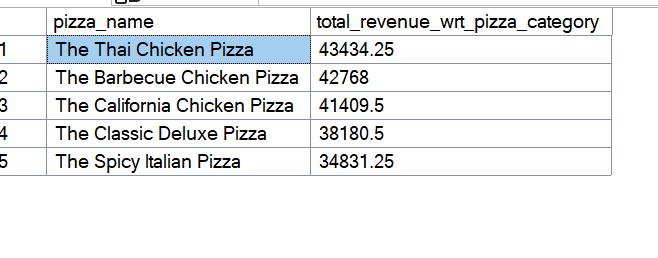 pizza_name total_revenue_wrt_pizza_category
1 The Thai Chicken Pizza 43434.25
2 The Barbecue Chicken Pizza 42768
3 The California Chicken Pizza 41409.5
4 The Classic Deluxe Pizza 38180.5
5 The Spicy Italian Pizza 34831.25